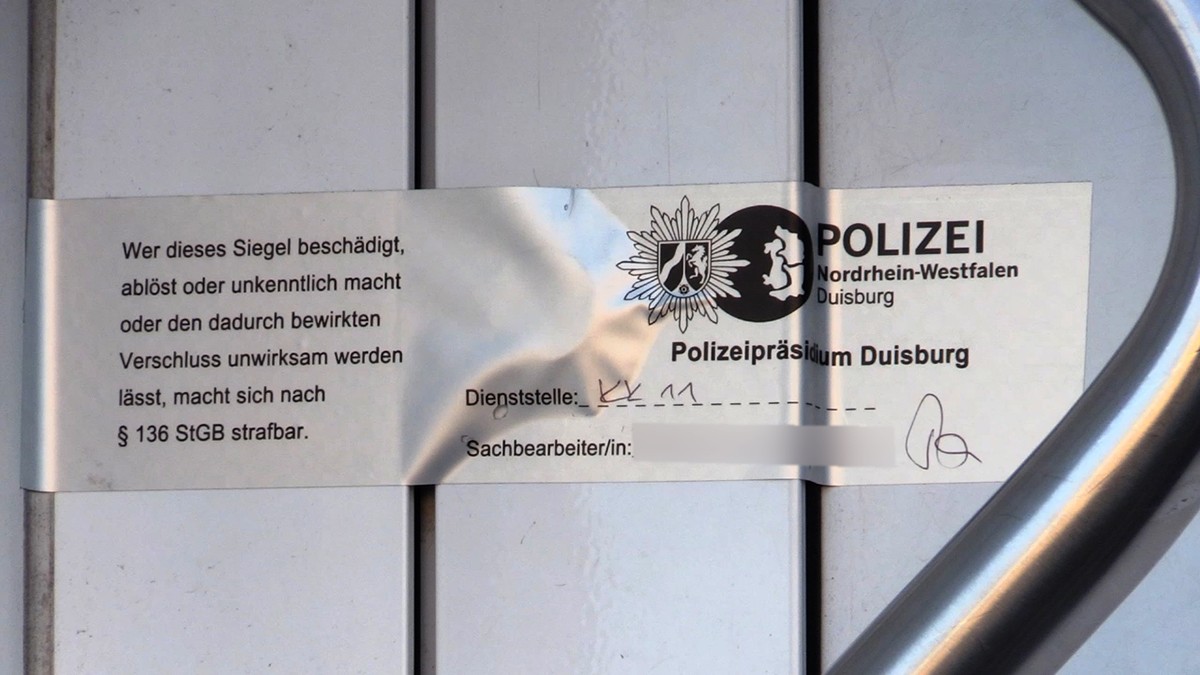 Wer dieses Siegel beschädigt,
ablöst oder unkenntlich macht
oder den dadurch bewirkten
Verschluss unwirksam werden
lässt, macht sich nach
§ 136 StGB strafbar.
POLIZEI
Nordrhein-Westfalen
Duisburg
Polizeipräsidium Duisburg
Dienststelle: KK 11
Sachbearbeiter/in: